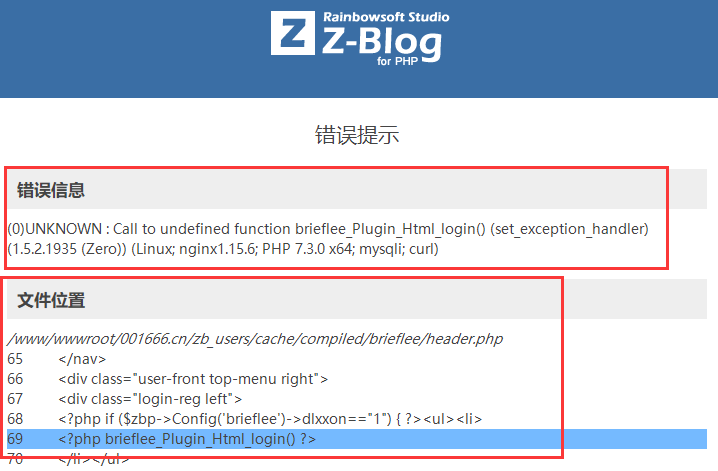 Rainbowsoft Studio
Z-Blog
for PHP
错误提示
错误信息
(0)UNKNOWN : Call to undefined function brieflee_Plugin_Html_login() (set_exception_handler)
(1.5.2.1935 (Zero)) (Linux; nginx1.15.6; PHP 7.3.0 x64; mysqli; curl)
文件位置
/www/wwwroot/001666.cn/zb_users/cache/compiled/brieflee/header.php
65 </nav>
66 <div class="user-front top-menu right">
67 <div class="login-reg left">
68 <?php if ($zbp->Config('brieflee')->dlxxon=="1") { ?><ul><li>
69 <?php brieflee_Plugin_Html_login() ?>
70 </li></ul>